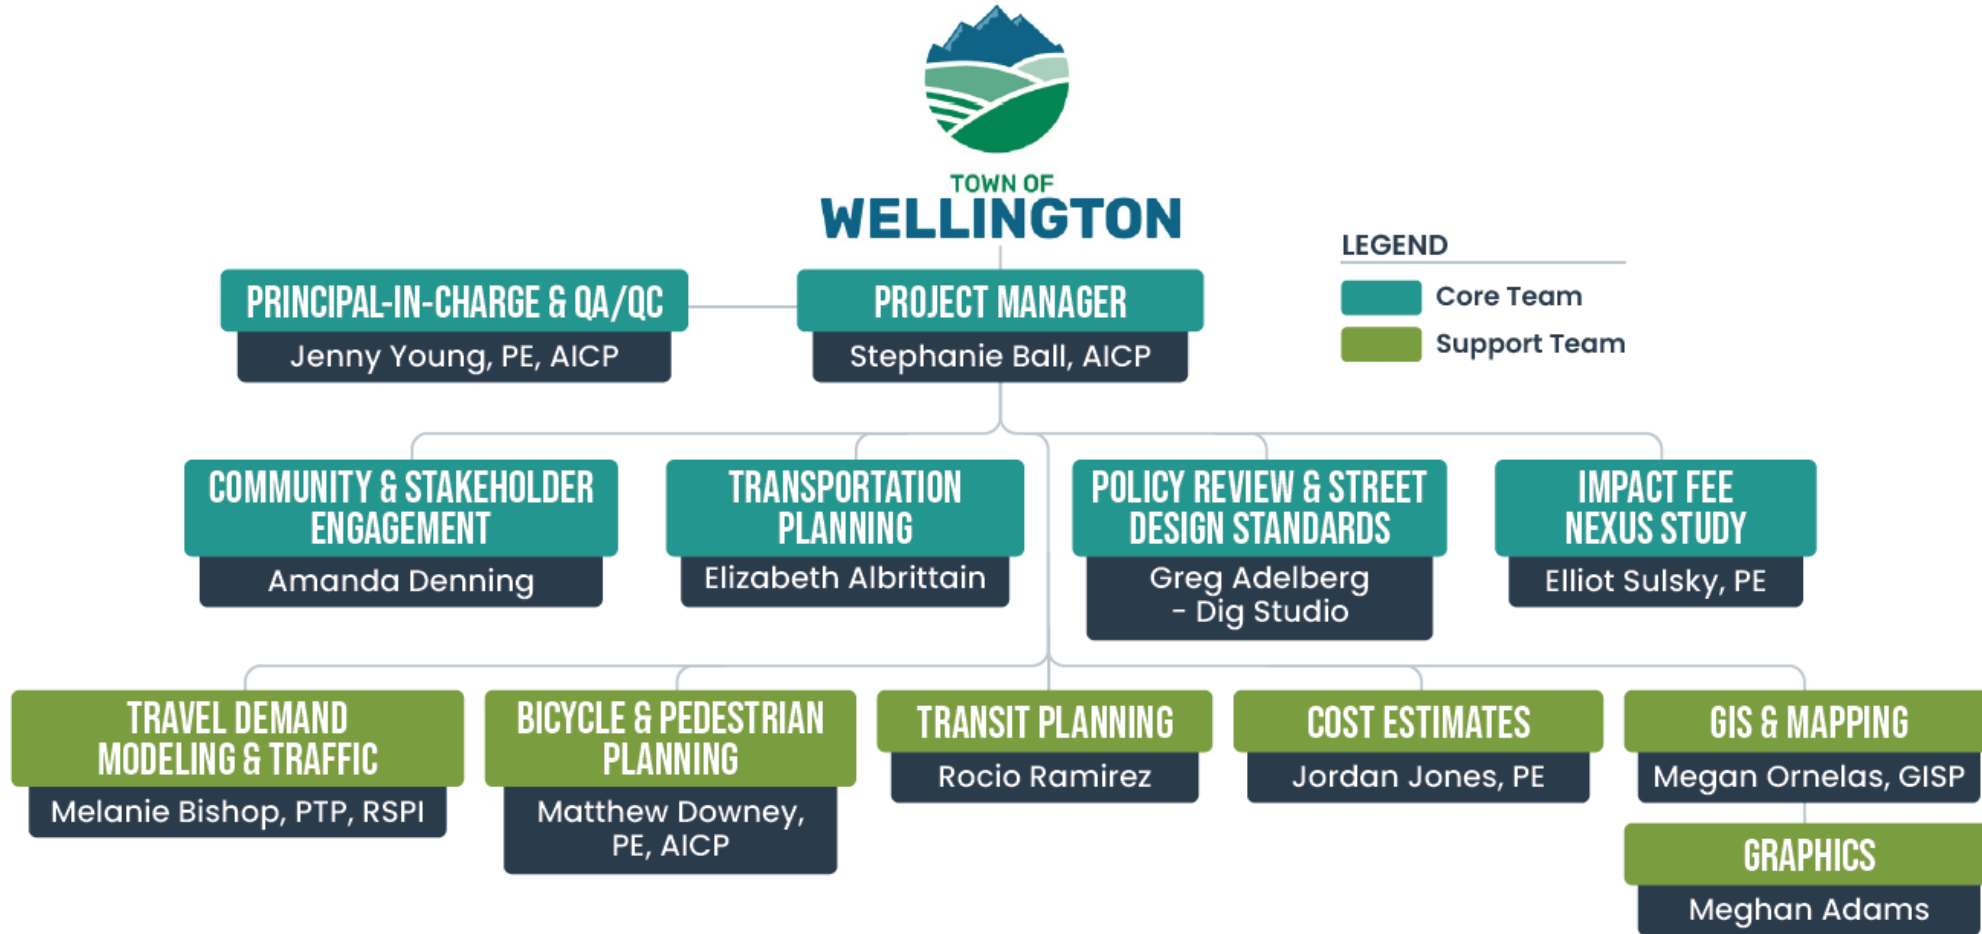 TOWN OF
WELLINGTON
LEGEND
Core Team
Support Team
PRINCIPAL-IN-CHARGE & QA/QC
Jenny Young, PE, AICP
PROJECT MANAGER
Stephanie Ball, AICP
COMMUNITY & STAKEHOLDER
ENGAGEMENT
Amanda Denning
TRANSPORTATION
PLANNING
Elizabeth Albrittain
POLICY REVIEW & STREET
DESIGN STANDARDS
Greg Adelberg
- Dig Studio
IMPACT FEE
NEXUS STUDY
Elliot Sulsky, PE
TRAVEL DEMAND
MODELING & TRAFFIC
Melanie Bishop, PTP, RSPI
BICYCLE & PEDESTRIAN
PLANNING
Matthew Downey,
PE, AICP
TRANSIT PLANNING
Rocio Ramirez
COST ESTIMATES
Jordan Jones, PE
GIS & MAPPING
Megan Ornelas, GISP
GRAPHICS
Meghan Adams